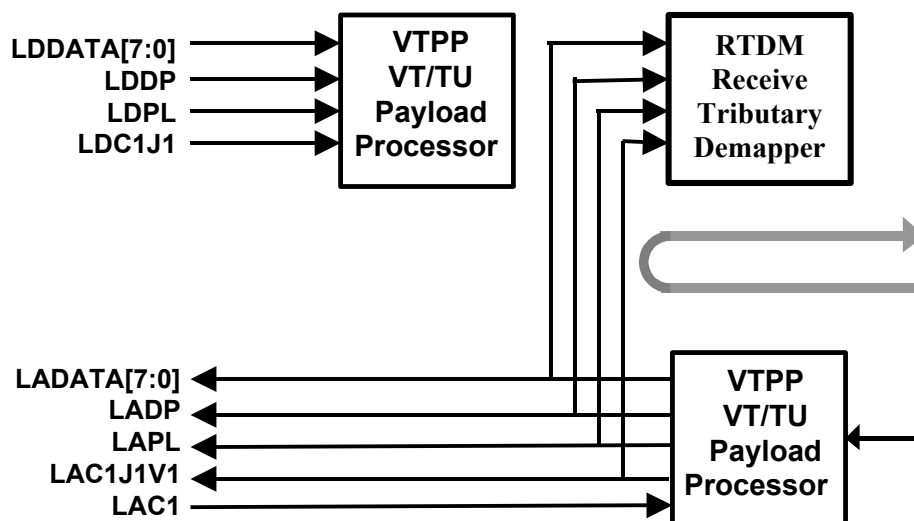 LDDATA[7:0]
LDDP
LDPL
LDC1J1
VTPP
VT/TU
Payload
Processor
RTDM
Receive
Tributary
Demapper
LADATA[7:0]
LADP
LAPL
LAC1J1V1
LAC1
VTPP
VT/TU
Payload
Processor